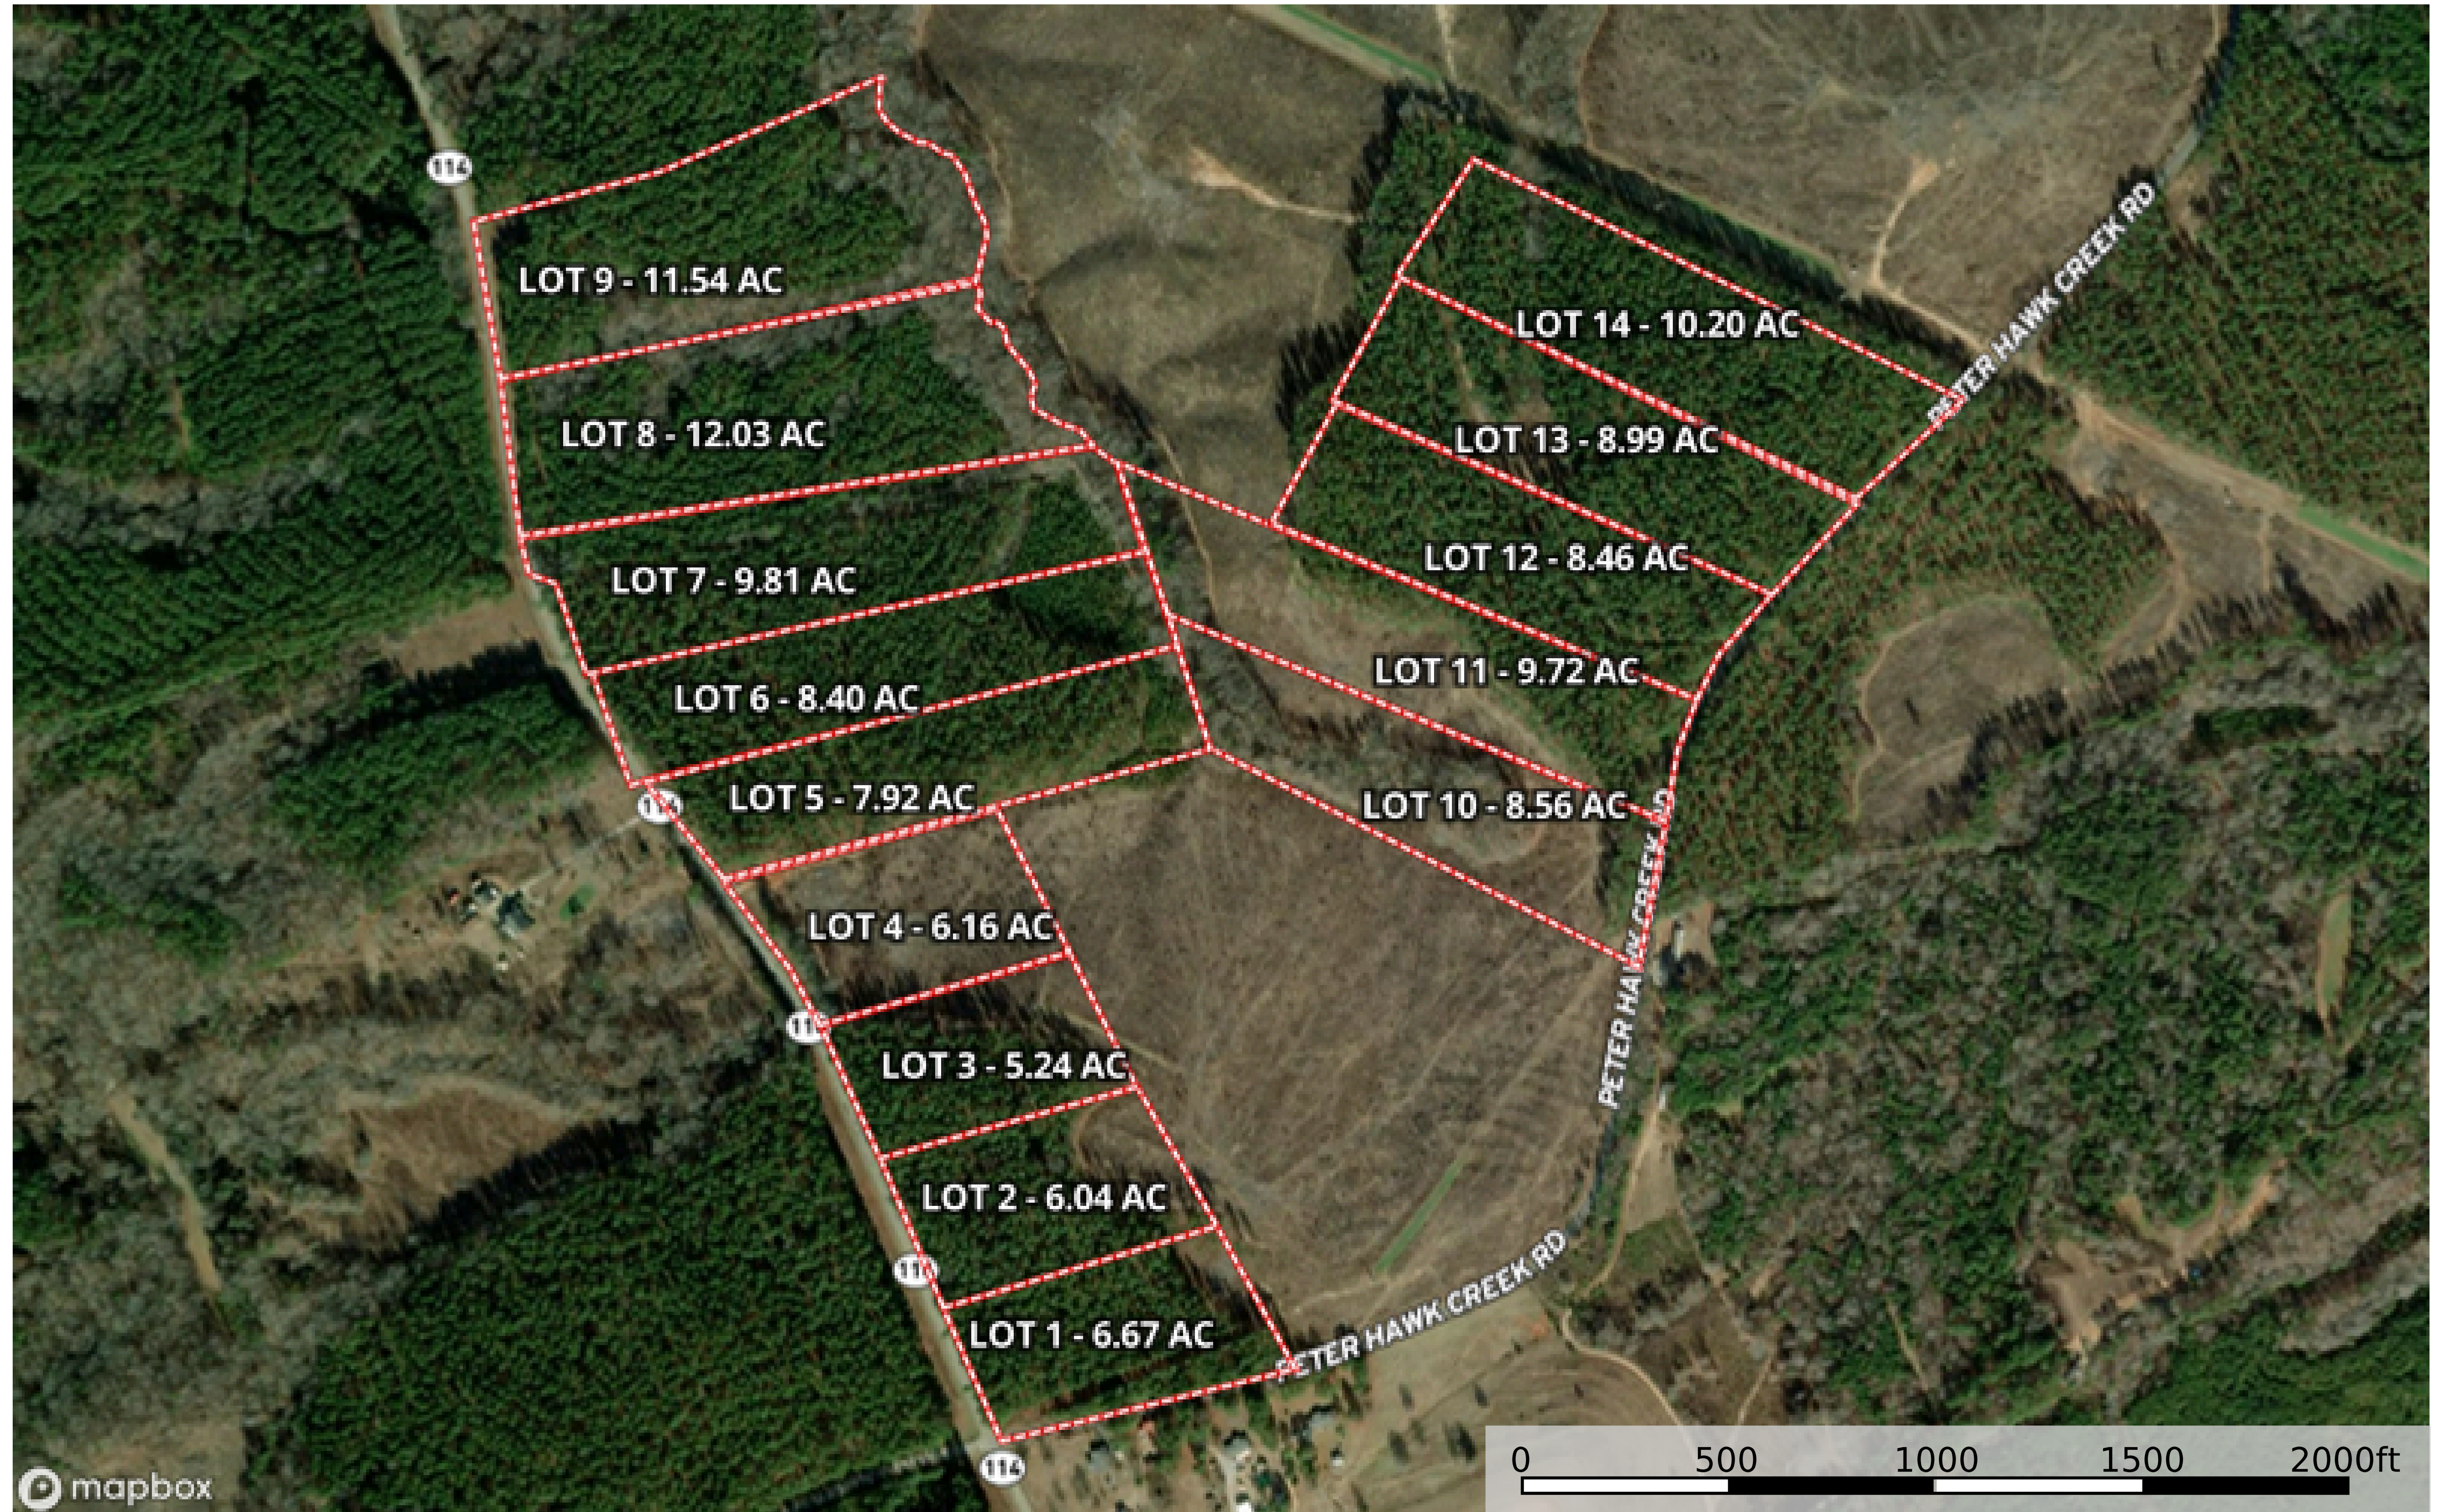 114
LOT 9 - 11.54 AC
LOT 14 - 10.20 AC
PETER HAWK CREEK RD
LOT 8 - 12.03 AC
LOT 13 - 8.99 AC
LOT 7 - 9.81 AC
LOT 12 - 8.46 AC
LOT 6 - 8.40 AC
LOT 11 - 9.72 AC
LOT 5 - 7.92 AC
LOT 10 - 8.56 AC
PETER HAWK CREEK RD
LOT 4 - 6.16 AC
LOT 3 - 5.24 AC
LOT 2 - 6.04 AC
LOT 1 - 6.67 AC
PETER HAWK CREEK RD
114
0 500 1000 1500 2000ft
mapbox